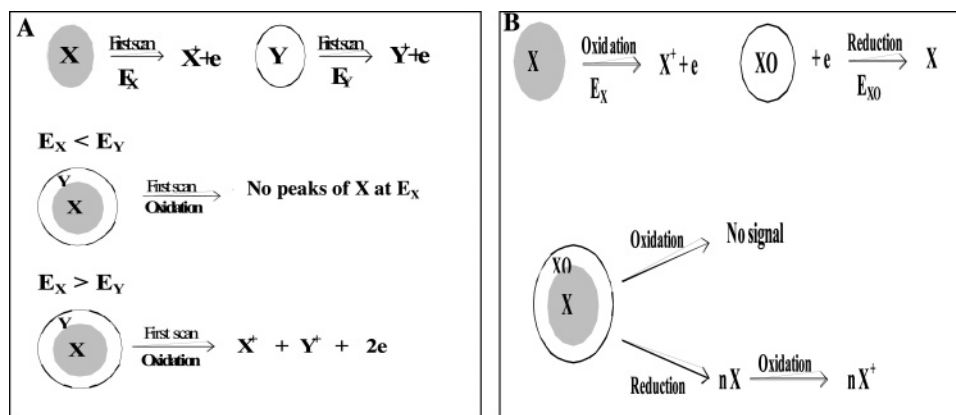 A
X First scan E_X X⁺+e Y First scan E_Y Y⁺+e
E_X < E_Y
Y X First scan Oxidation No peaks of X at E_X
E_X > E_Y
Y X First scan Oxidation X⁺ + Y⁺ + 2e
B
X Oxidation E_X X⁺ + e XO + e Reduction E_XO X
XO X
Oxidation No signal
Reduction nX Oxidation nX⁺